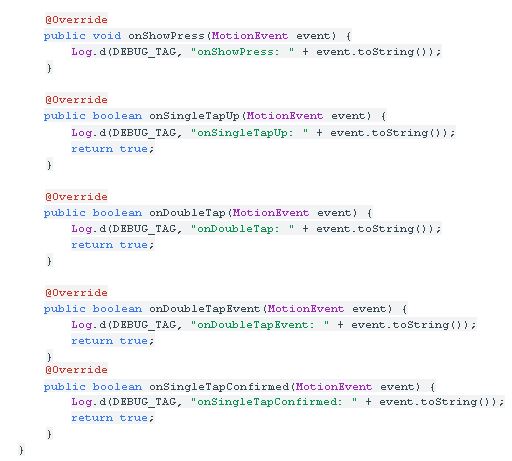 @Override
public void onShowPress(MotionEvent event) {
Log.d(DEBUG_TAG, "onShowPress: " + event.toString());
}
@Override
public boolean onSingleTapUp(MotionEvent event) {
Log.d(DEBUG_TAG, "onSingleTapUp: " + event.toString());
return true;
}
@Override
public boolean onDoubleTap(MotionEvent event) {
Log.d(DEBUG_TAG, "onDoubleTap: " + event.toString());
return true;
}
@Override
public boolean onDoubleTapEvent(MotionEvent event) {
Log.d(DEBUG_TAG, "onDoubleTapEvent: " + event.toString());
return true;
}
@Override
public boolean onSingleTapConfirmed(MotionEvent event) {
Log.d(DEBUG_TAG, "onSingleTapConfirmed: " + event.toString());
return true;
}
}